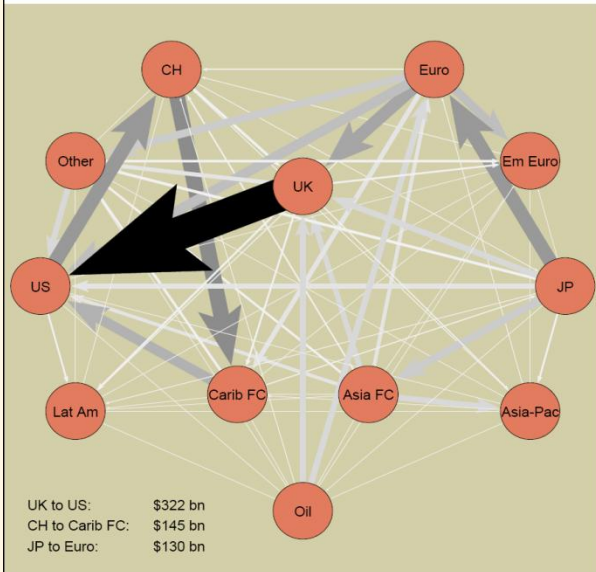 CH
Euro
Other
UK
Em Euro
US
JP
Lat Am
Carib FC
Asia FC
Asia-Pac
Oil
UK to US: $322 bn
CH to Carib FC: $145 bn
JP to Euro: $130 bn